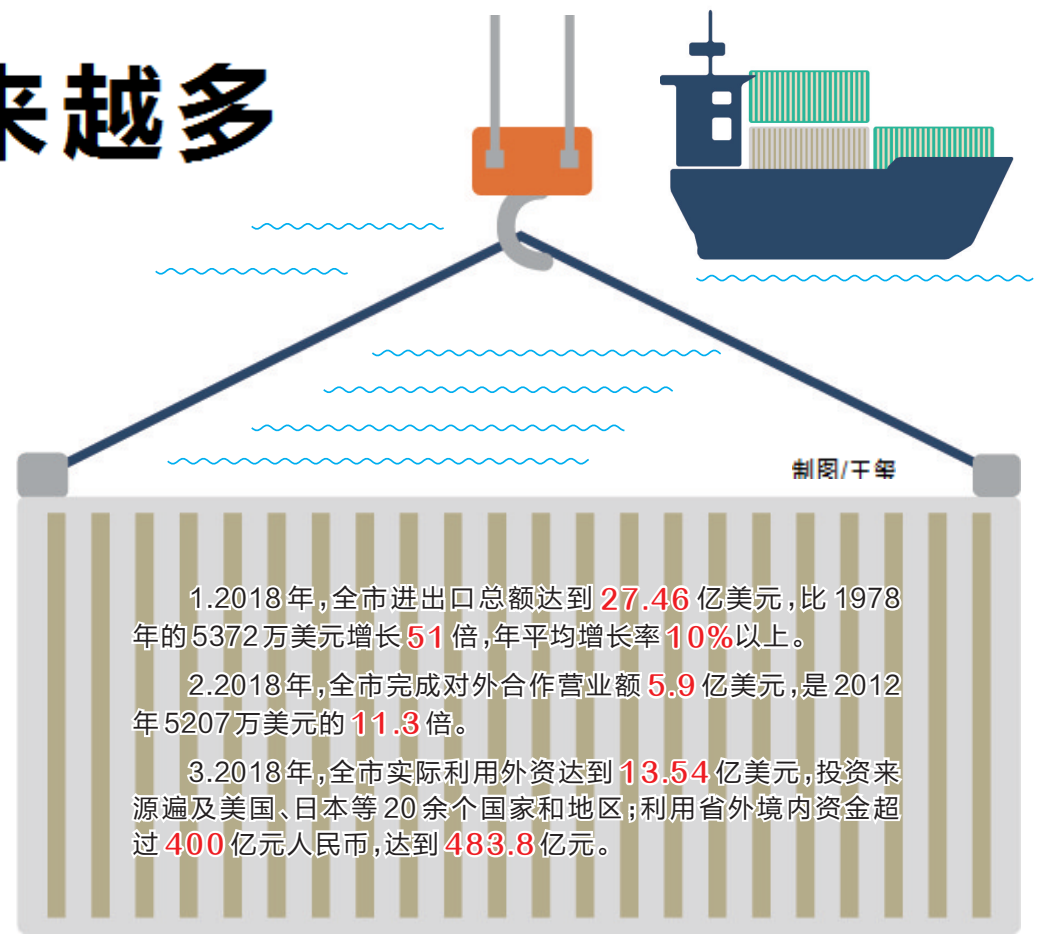 来越多
制图/王玺
1.2018年,全市进出口总额达到27.46亿美元,比1978
年的5372万美元增长51倍,年平均增长率10%以上。
2.2018年,全市完成对外合作营业额5.9亿美元,是2012
年5207万美元的11.3倍。
3.2018年,全市实际利用外资达到13.54亿美元,投资来
源遍及美国、日本等20余个国家和地区;利用省外境内资金超
过400亿元人民币,达到483.8亿元。